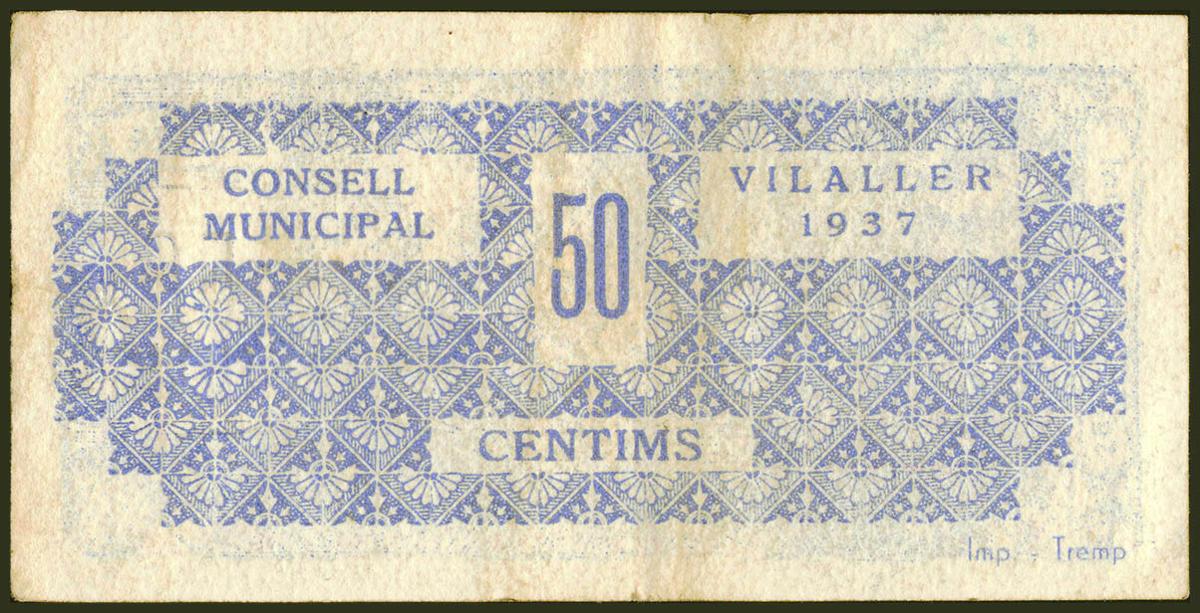 CONSELL
MUNICIPAL
50
VILALLER
1937
CENTIMS
Imp. - Tremp